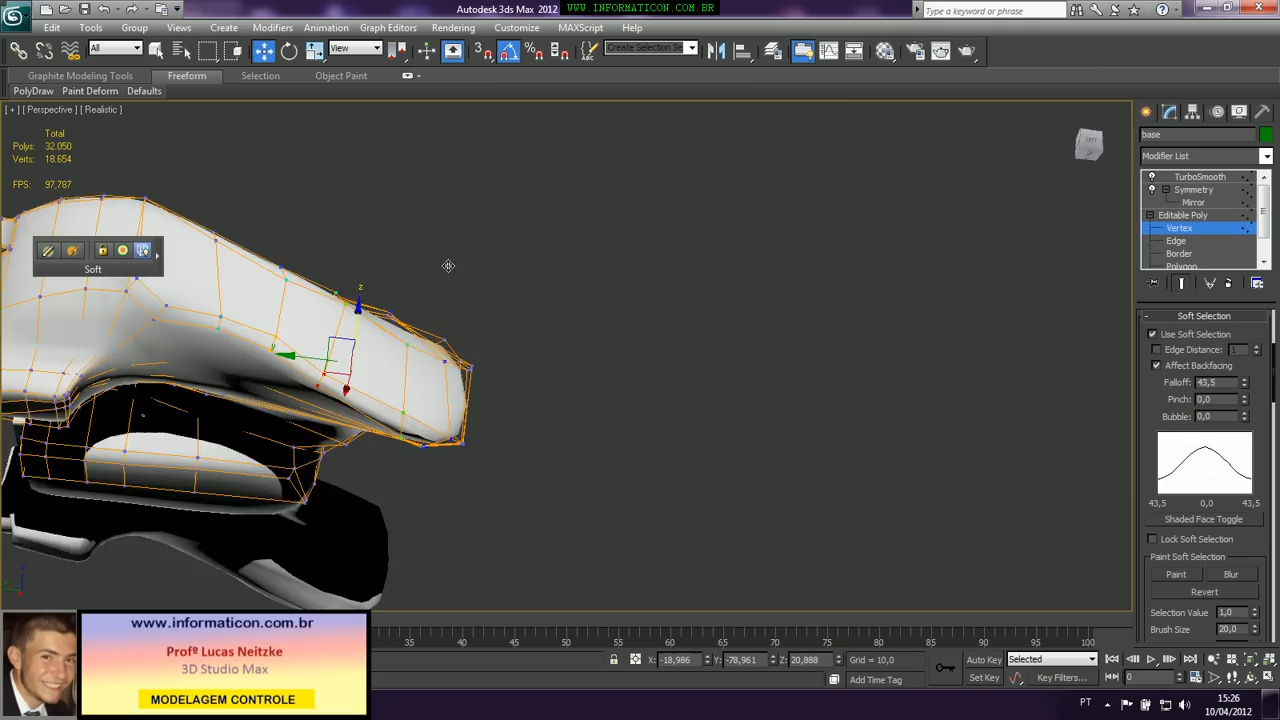 Autodesk 3ds Max 2012
WWW.INFORMATICON.COM.BR
Type a keyword or phrase
Edit Tools Group Views Create Modifiers Animation Graph Editors Rendering Customize MAXScript Help
All View Create Selection Se
Graphite Modeling Tools Freeform Selection Object Paint
PolyDraw Paint Deform Defaults
[ + ] [ Perspective ] [ Realistic ]
Total
Polys: 32.050
Verts: 18.654
FPS: 97,787
Soft
z
y
base
Modifier List
TurboSmooth
Symmetry
Mirror
Editable Poly
Vertex
Edge
Border
Polygon
Soft Selection
Use Soft Selection
Edge Distance: 1
Affect Backfacing
Falloff: 43,5
Pinch: 0,0
Bubble: 0,0
43,5 0,0 43,5
Shaded Face Toggle
Lock Soft Selection
Paint Soft Selection
Paint Blur
Revert
Selection Value 1,0
Brush Size 20,0
www.informaticon.com.br
Profº Lucas Neitzke
3D Studio Max
MODELAGEM CONTROLE
35 40 45 50 55 60 65 70 75 80 85 90 95 100
X: -18,986 Y: -78,961 Z: 20,888 Grid = 10,0
Add Time Tag
Auto Key Selected
Set Key Key Filters... 0
PT
15:26
10/04/2012